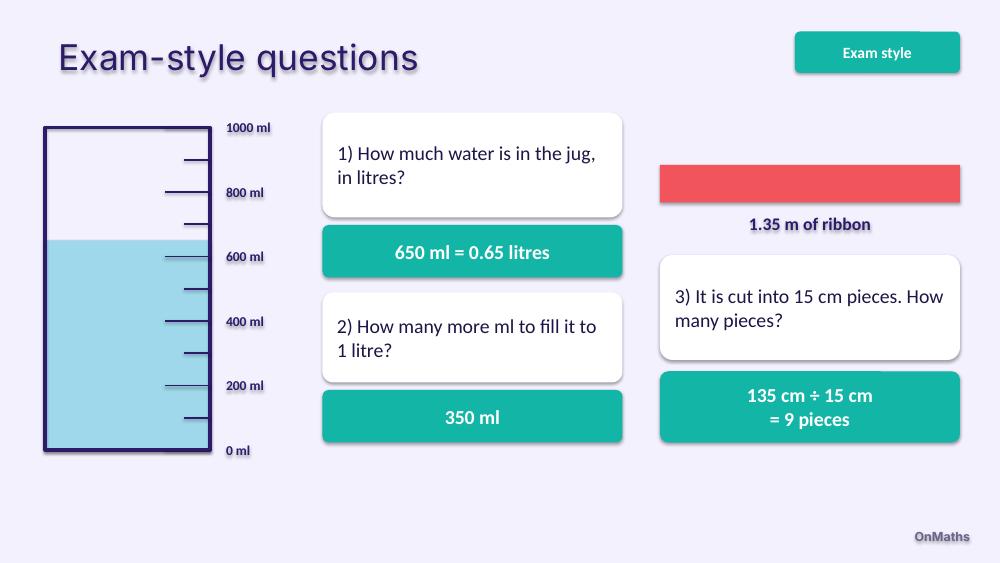 Exam-style questions
Exam style
1000 ml
800 ml
600 ml
400 ml
200 ml
0 ml
1) How much water is in the jug,
in litres?
650 ml = 0.65 litres
2) How many more ml to fill it to
1 litre?
350 ml
1.35 m of ribbon
3) It is cut into 15 cm pieces. How
many pieces?
135 cm ÷ 15 cm
= 9 pieces
OnMaths